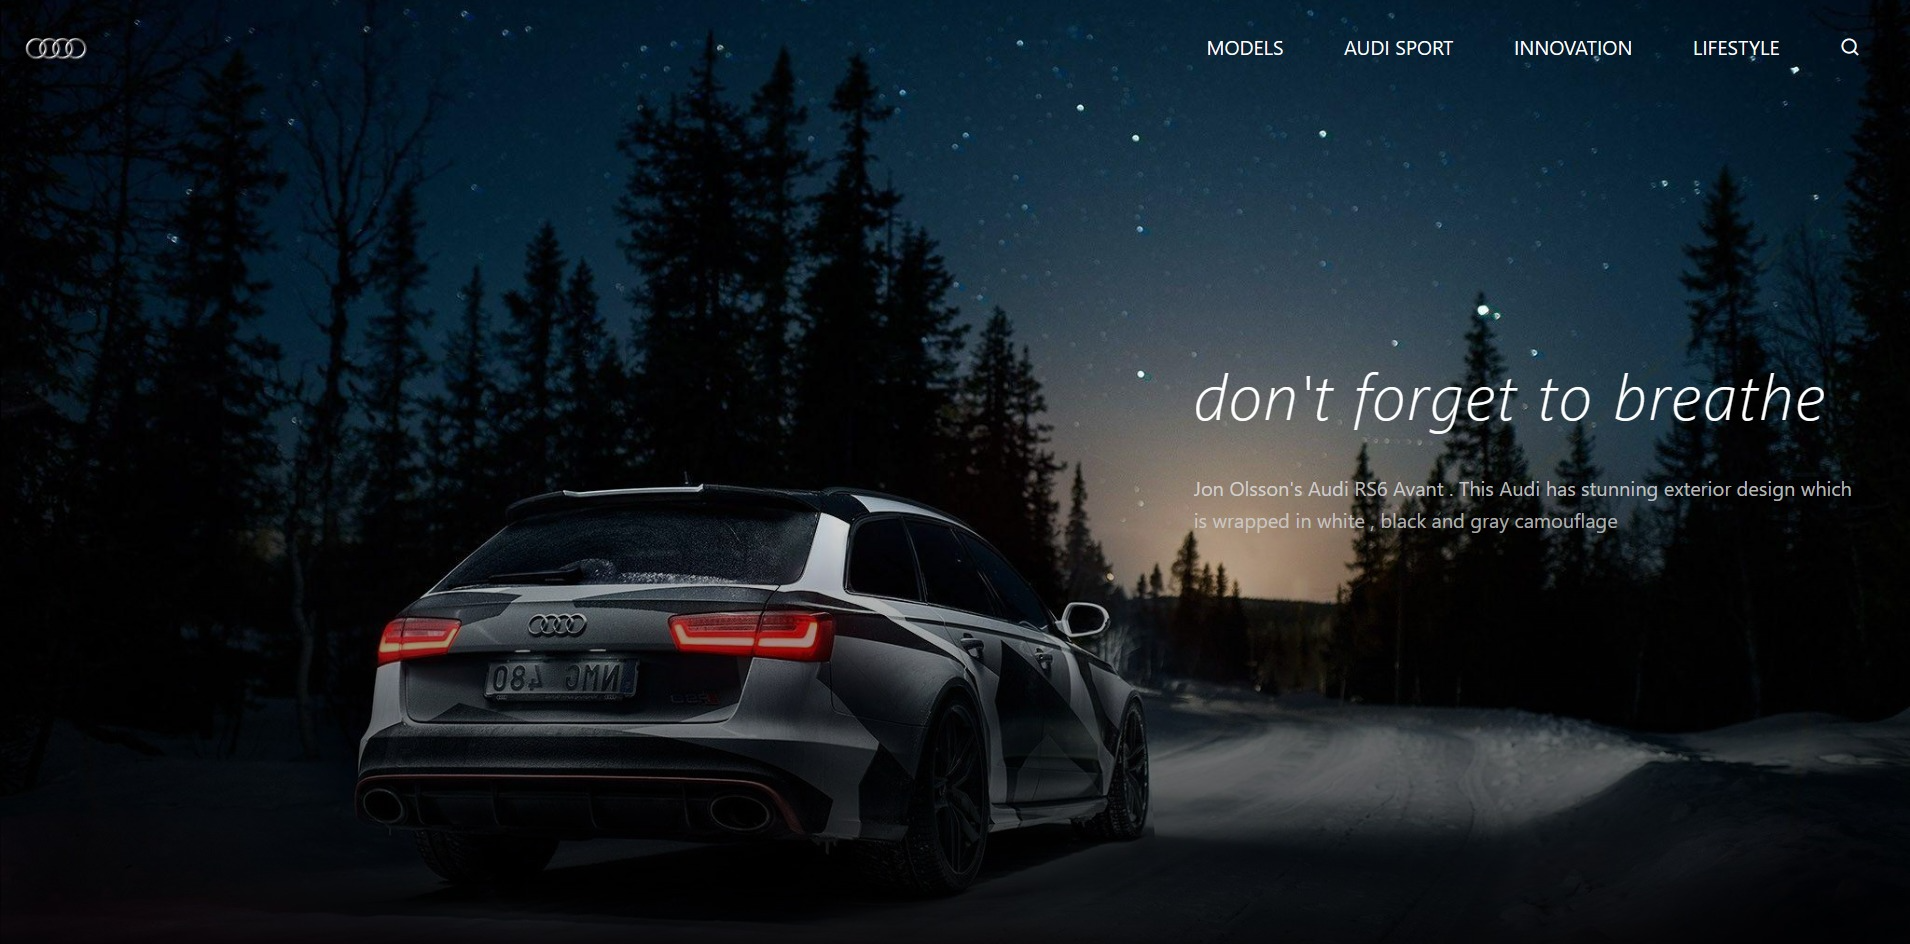 MODELS AUDI SPORT INNOVATION LIFESTYLE
don't forget to breathe
Jon Olsson's Audi RS6 Avant . This Audi has stunning exterior design which
is wrapped in white , black and gray camouflage
NMG 480